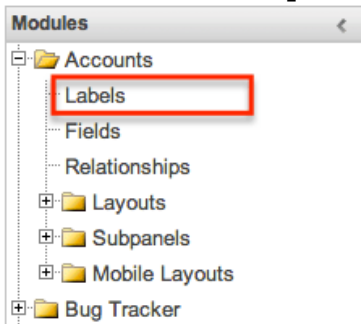 Modules
Accounts
Labels
Fields
Relationships
Layouts
Subpanels
Mobile Layouts
Bug Tracker